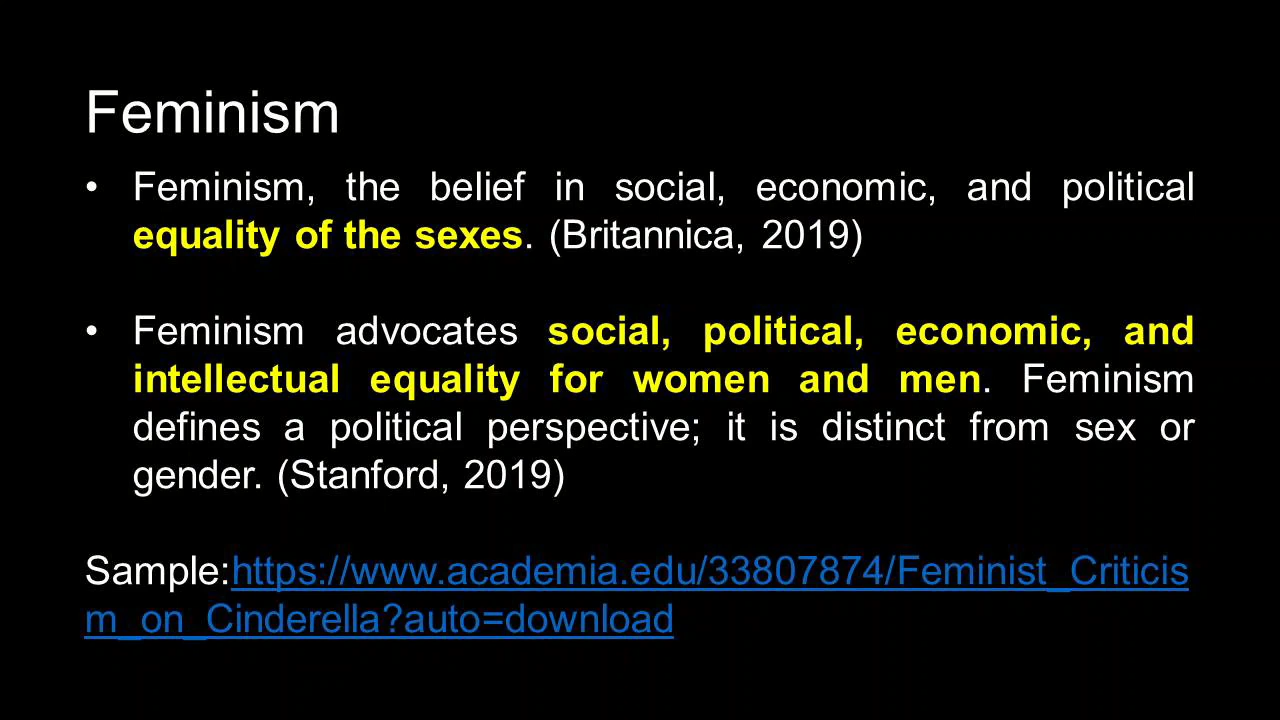 Feminism
• Feminism, the belief in social, economic, and political
equality of the sexes. (Britannica, 2019)
• Feminism advocates social, political, economic, and
intellectual equality for women and men. Feminism
defines a political perspective; it is distinct from sex or
gender. (Stanford, 2019)
Sample:https://www.academia.edu/33807874/Feminist_Criticis
m_on_Cinderella?auto=download